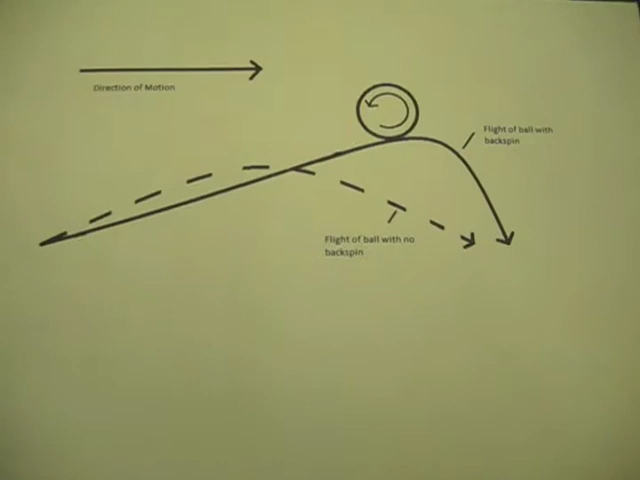 Direction of Motion
Flight of ball with
backspin
Flight of ball with no
backspin